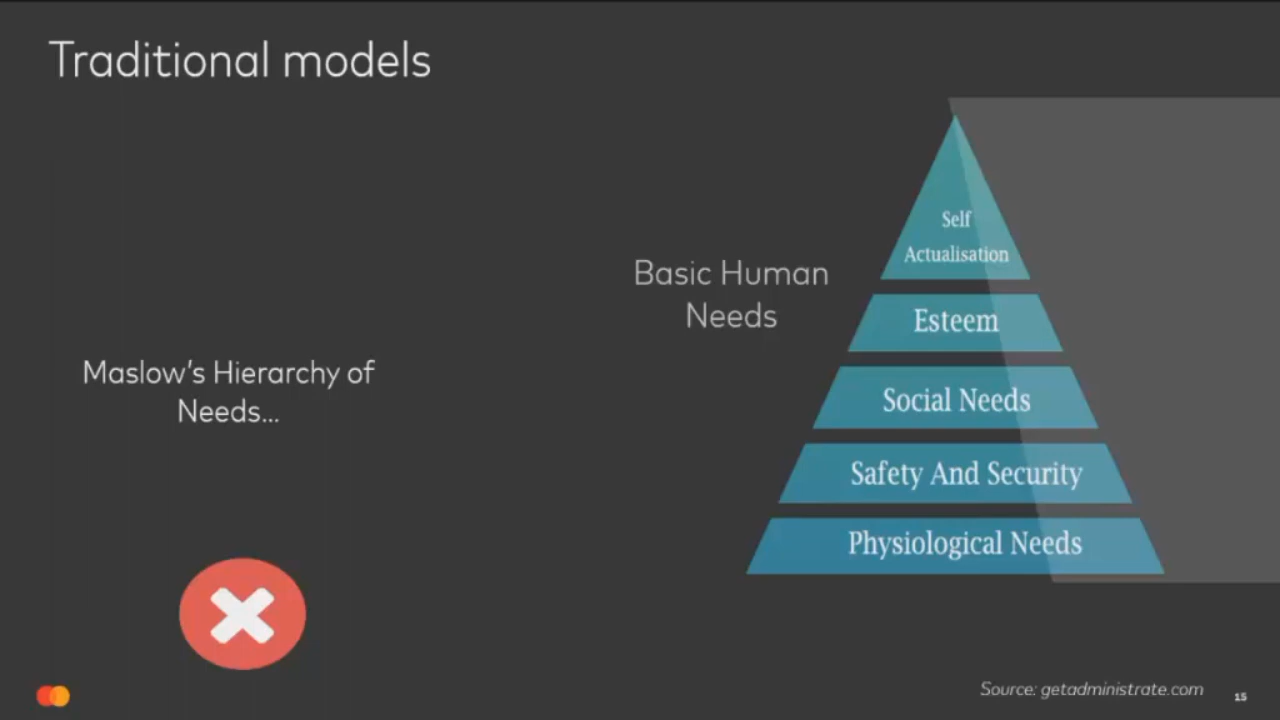 Traditional models
Maslow's Hierarchy of
Needs...
Basic Human
Needs
Self
Actualisation
Esteem
Social Needs
Safety And Security
Physiological Needs
Source: getadministrate.com
15